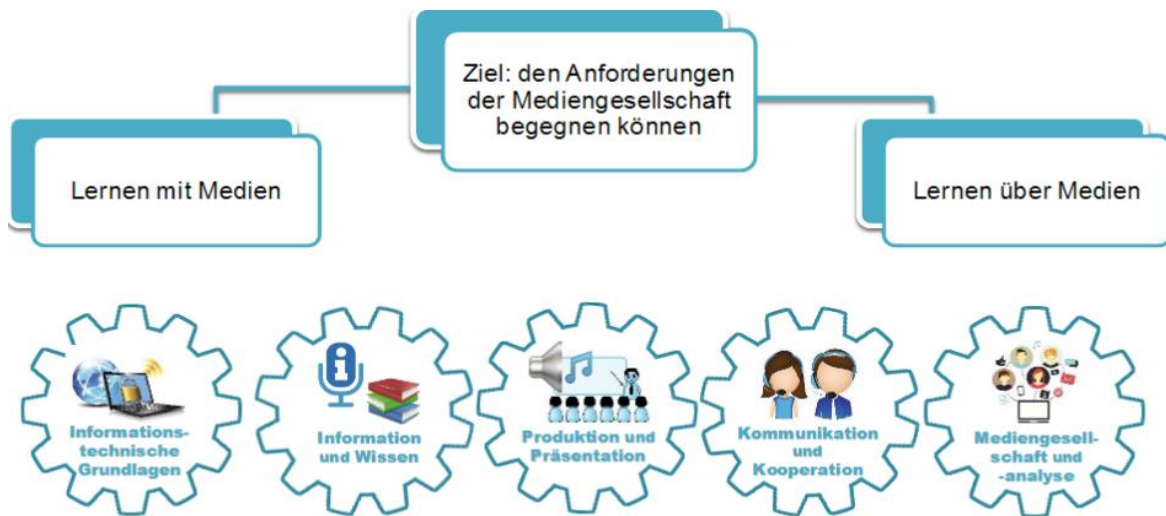 Ziel: den Anforderungen
der Mediengesellschaft
begegnen können
Lernen mit Medien
Lernen über Medien
Informations-
technische
Grundlagen
Information
und Wissen
Produktion und
Präsentation
Kommunikation
und
Kooperation
Mediengesell-
schaft und
-analyse